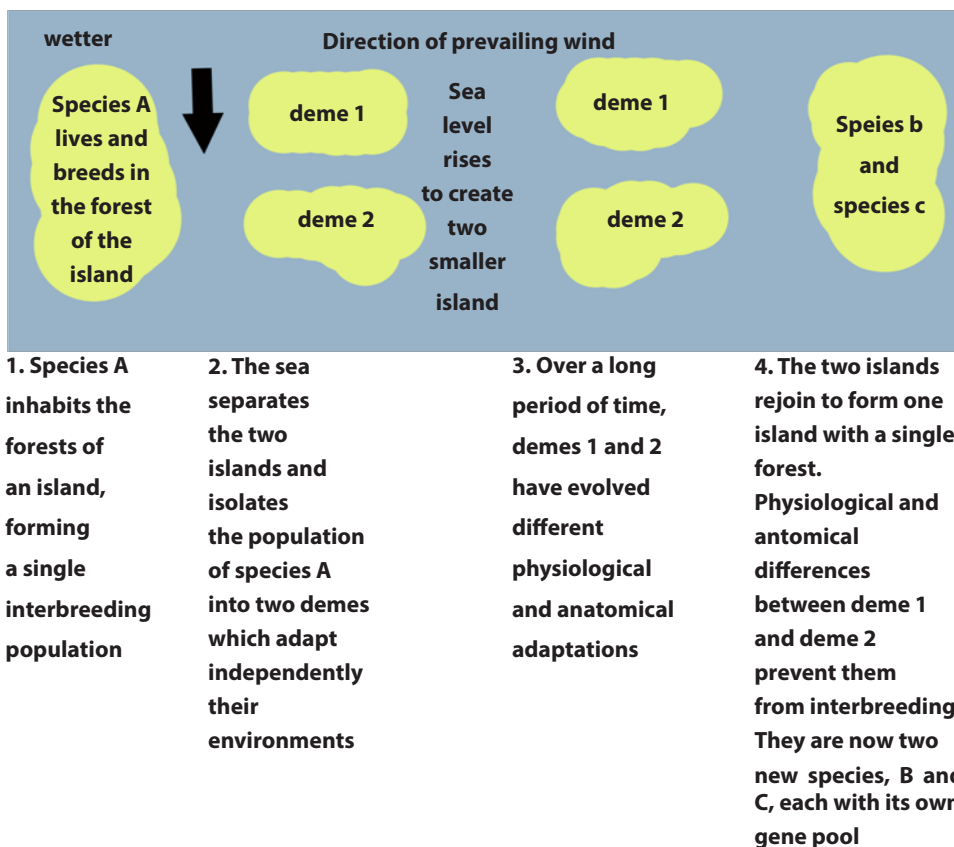 wetter
Direction of prevailing wind
Species A
lives and
breeds in
the forest
of the
island
deme 1
deme 2
Sea
level
rises
to create
two
smaller
island
deme 1
deme 2
Speies b
and
species c
1. Species A
inhabits the
forests of
an island,
forming
a single
interbreeding
population
2. The sea
separates
the two
islands and
isolates
the population
of species A
into two demes
which adapt
independently
their
environments
3. Over a long
period of time,
demes 1 and 2
have evolved
different
physiological
and anatomical
adaptations
4. The two islands
rejoin to form one
island with a single
forest.
Physiological and
antomical
differences
between deme 1
and deme 2
prevent them
from interbreeding
They are now two
new species, B and
C, each with its own
gene pool